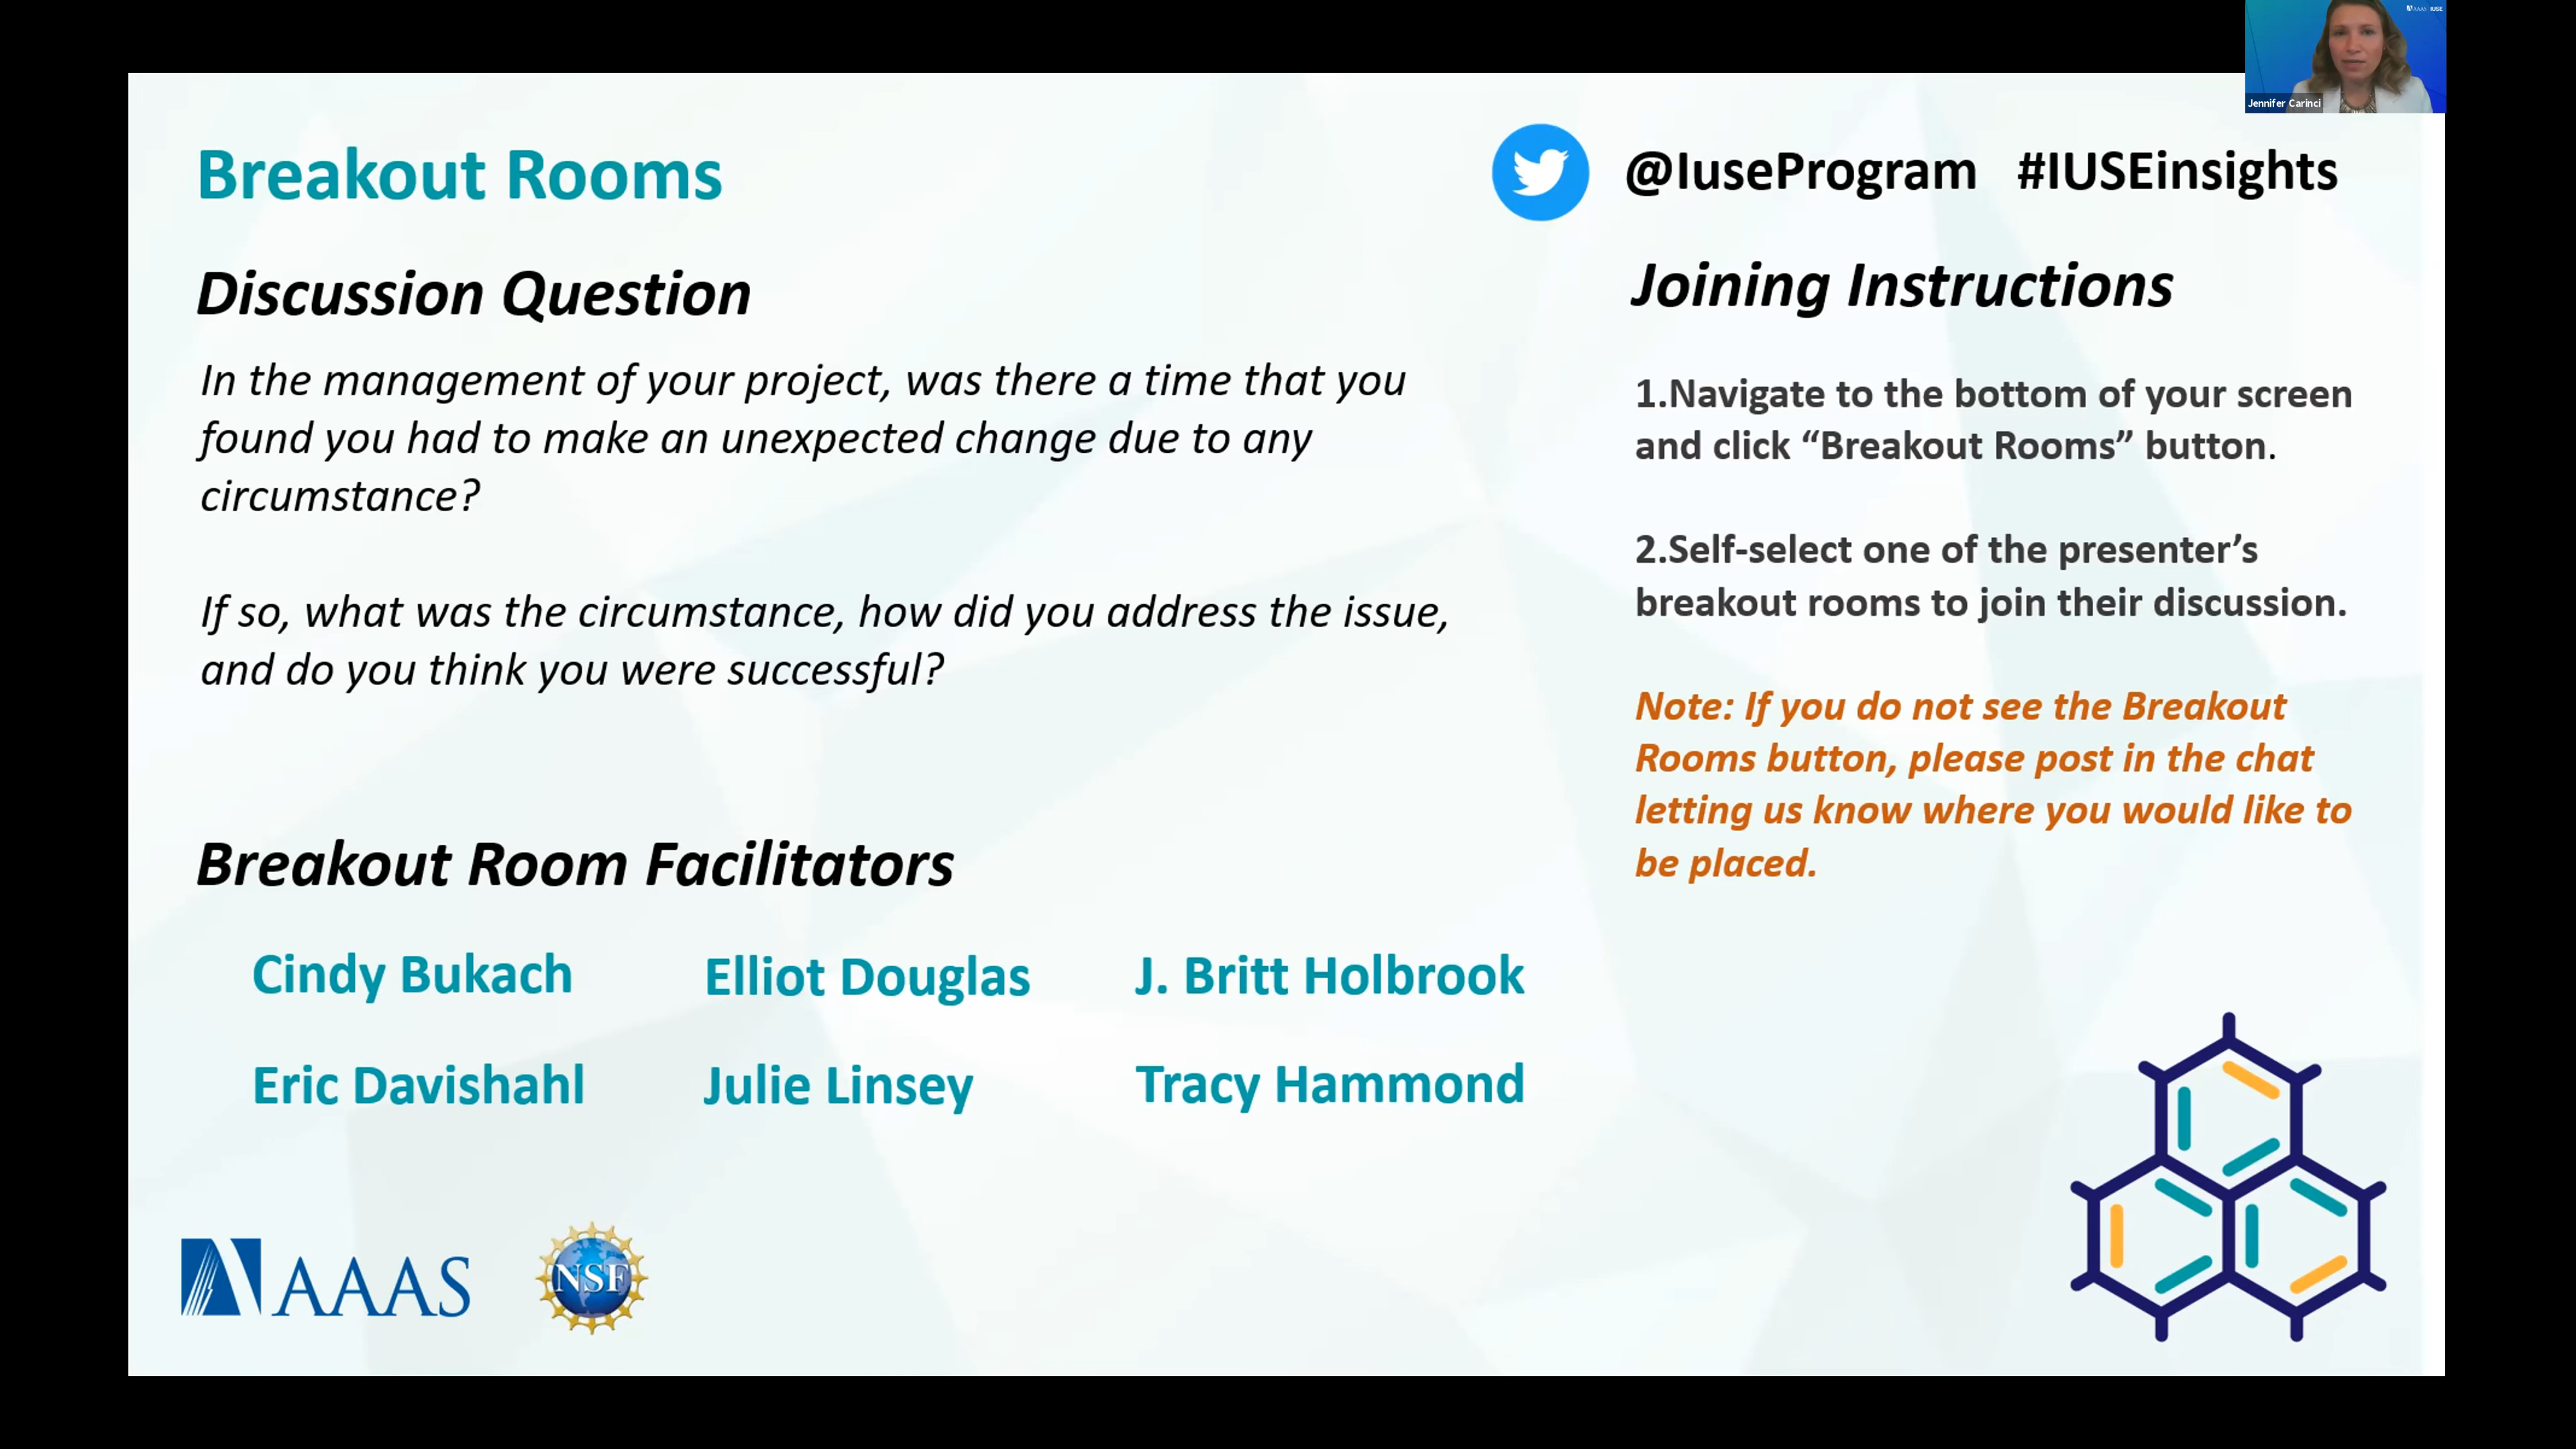 AAAS IUSE
Jennifer Carinci
Breakout Rooms
@IuseProgram #IUSEinsights
Discussion Question
In the management of your project, was there a time that you
found you had to make an unexpected change due to any
circumstance?
If so, what was the circumstance, how did you address the issue,
and do you think you were successful?
Breakout Room Facilitators
Cindy Bukach Elliot Douglas J. Britt Holbrook
Eric Davishahl Julie Linsey Tracy Hammond
Joining Instructions
1.Navigate to the bottom of your screen
and click “Breakout Rooms” button.
2.Self-select one of the presenter’s
breakout rooms to join their discussion.
Note: If you do not see the Breakout
Rooms button, please post in the chat
letting us know where you would like to
be placed.
AAAS NSF